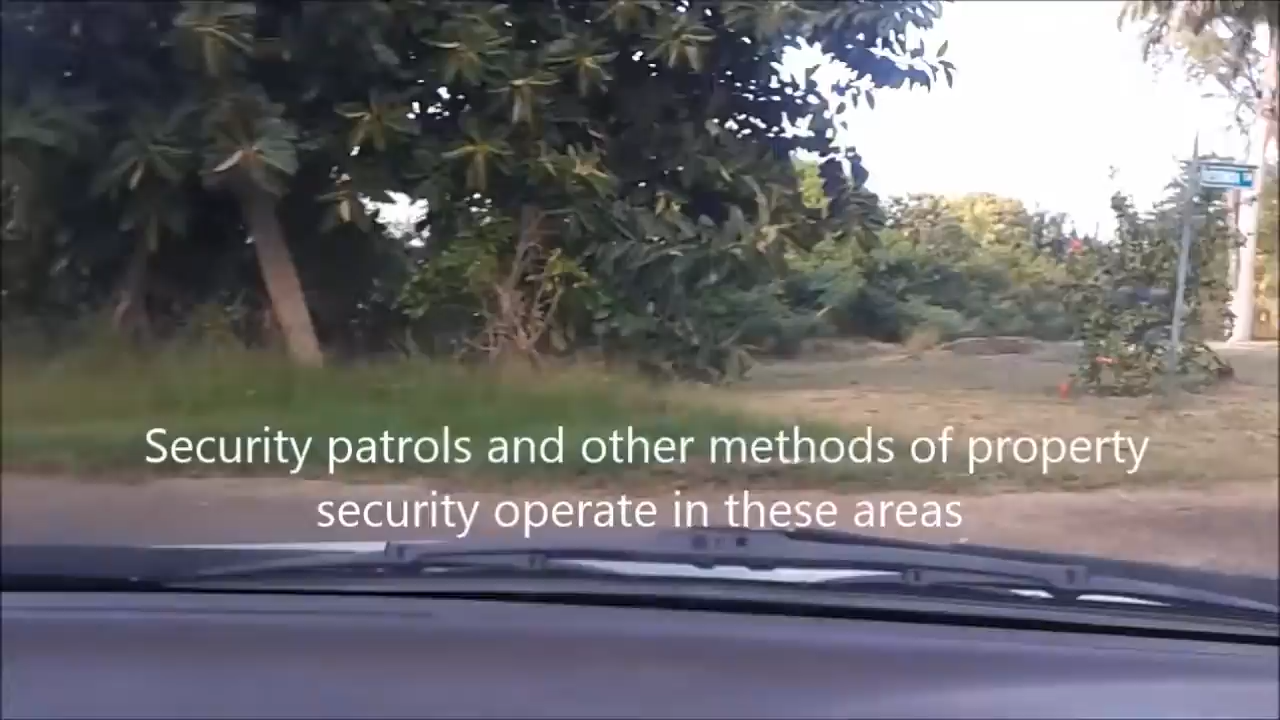 Security patrols and other methods of property
security operate in these areas